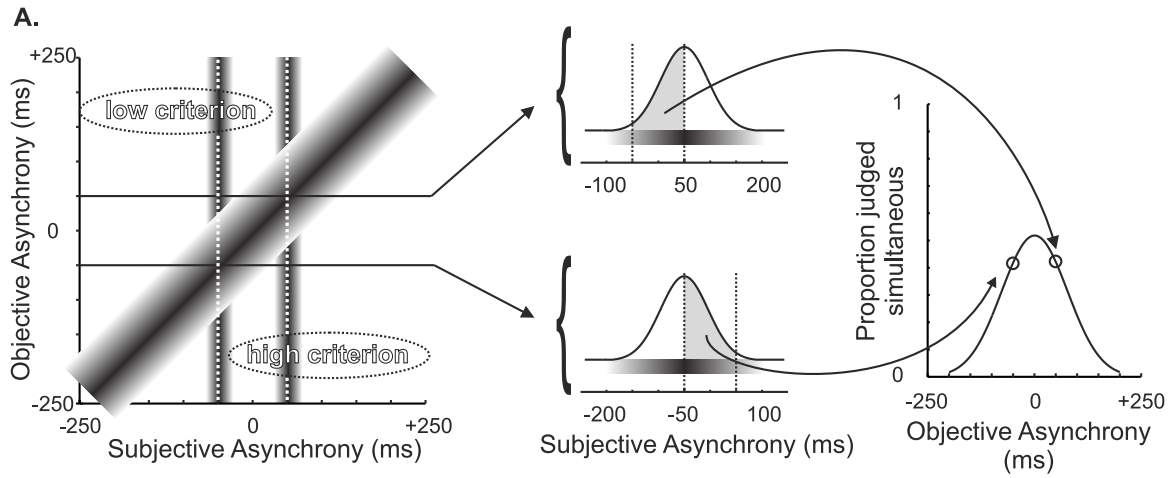 A.
+250
0
-250
Objective Asynchrony (ms)
low criterion
high criterion
-250 0 +250
Subjective Asynchrony (ms)
-100 50 200
-200 -50 100
Subjective Asynchrony (ms)
Proportion judged
simultaneous
1
0
-250 0 +250
Objective Asynchrony
(ms)